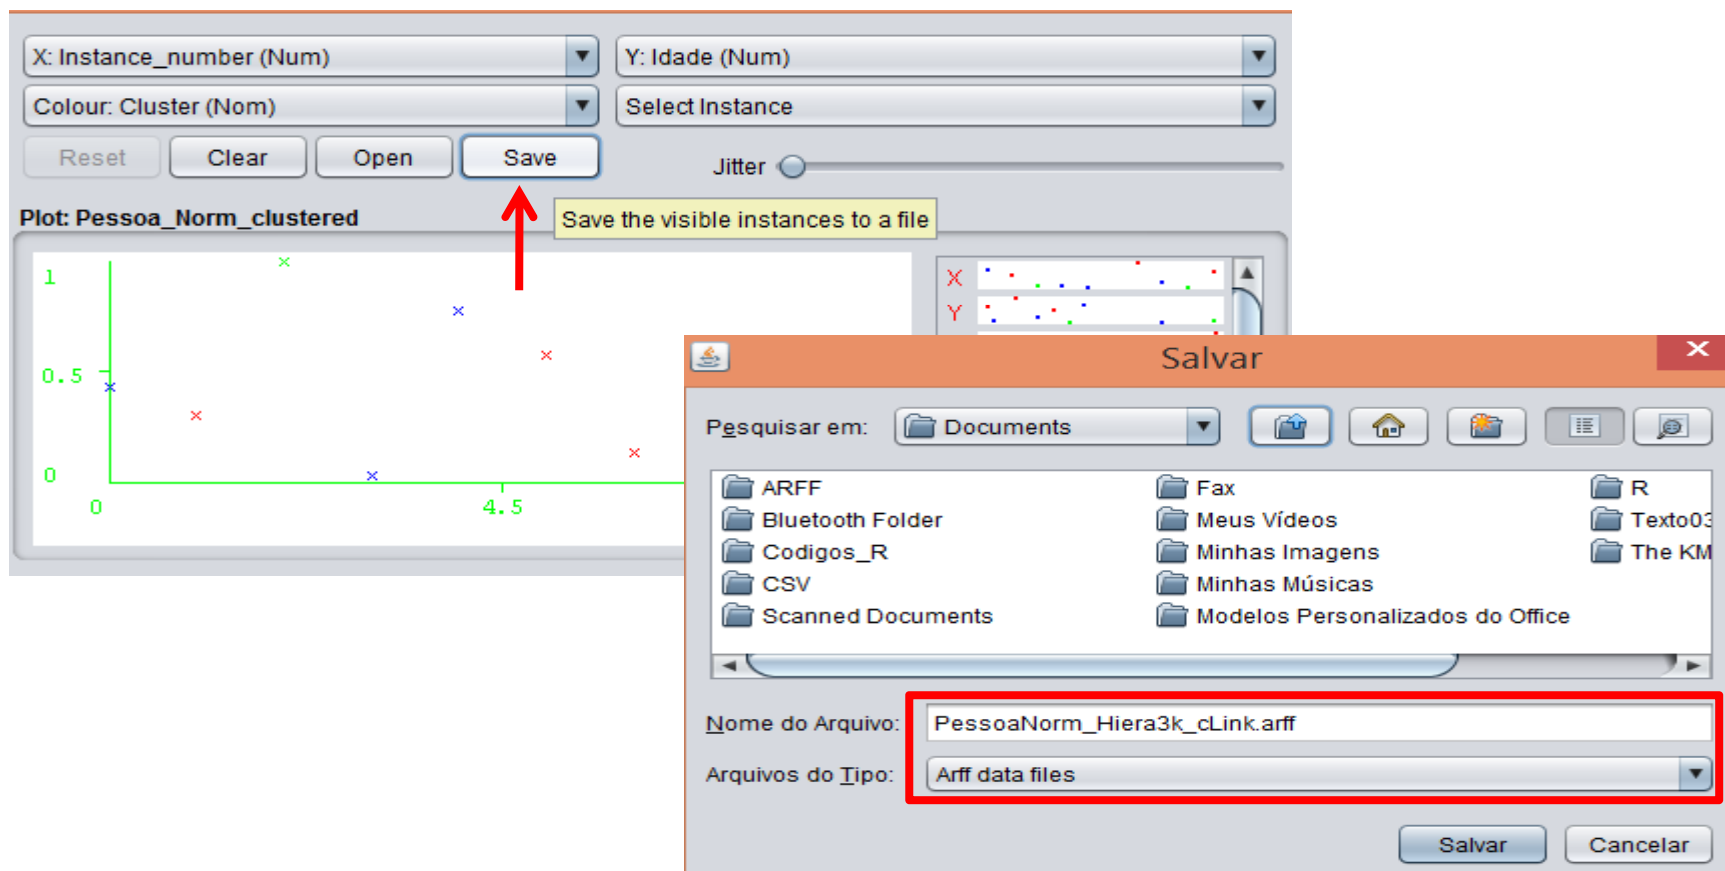 X: Instance_number (Num)
Y: Idade (Num)
Colour: Cluster (Nom)
Select Instance
Reset
Clear
Open
Save
Jitter
Plot: Pessoa_Norm_clustered
Save the visible instances to a file
1
0.5
0
0
4.5
X
Y
Salvar
Pesquisar em:
Documents
ARFF
Fax
R
Bluetooth Folder
Meus Vídeos
Texto03
Codigos_R
Minhas Imagens
The KM
CSV
Minhas Músicas
Scanned Documents
Modelos Personalizados do Office
Nome do Arquivo:
PessoaNorm_Hiera3k_cLink.arff
Arquivos do Tipo:
Arff data files
Salvar
Cancelar